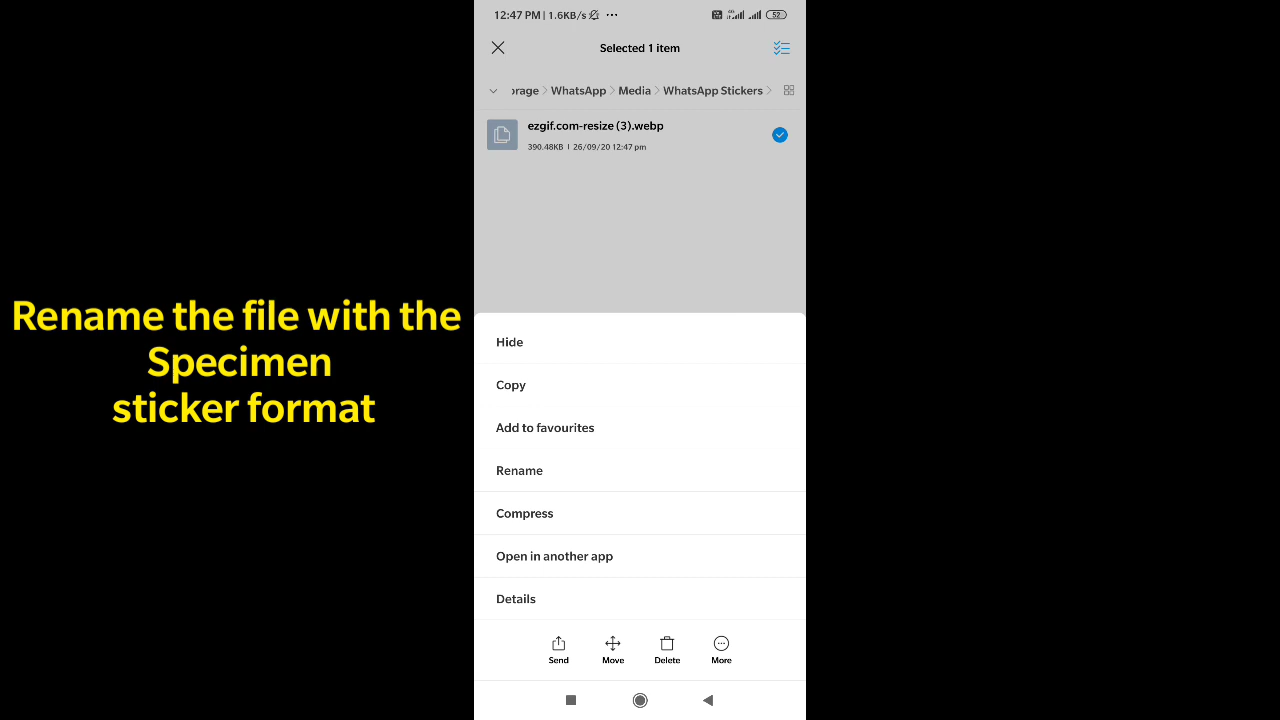 12:47 PM | 1.6KB/s ...
52
Selected 1 item
orage > WhatsApp > Media > WhatsApp Stickers >
ezgif.com-resize (3).webp
390.48KB | 26/09/20 12:47 pm
Rename the file with the
Specimen
sticker format
Hide
Copy
Add to favourites
Rename
Compress
Open in another app
Details
Send Move Delete More